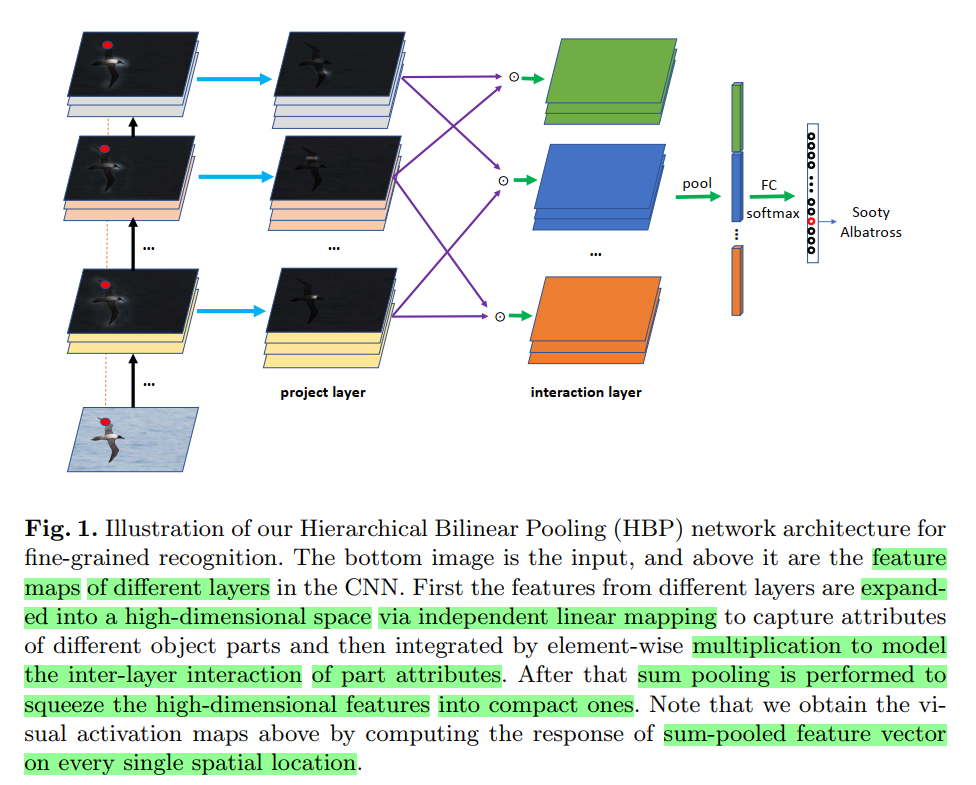 pool
FC
softmax
Sooty
Albatross
...
...
...
...
project layer
interaction layer
Fig. 1. Illustration of our Hierarchical Bilinear Pooling (HBP) network architecture for
fine-grained recognition. The bottom image is the input, and above it are the feature
maps of different layers in the CNN. First the features from different layers are expand-
ed into a high-dimensional space via independent linear mapping to capture attributes
of different object parts and then integrated by element-wise multiplication to model
the inter-layer interaction of part attributes. After that sum pooling is performed to
squeeze the high-dimensional features into compact ones. Note that we obtain the vi-
sual activation maps above by computing the response of sum-pooled feature vector
on every single spatial location.